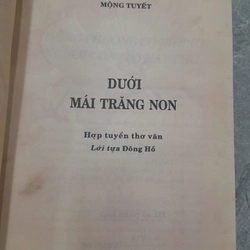 MỘNG TUYẾT
DƯỚI
MÁI TRĂNG NON
Hợp tuyển thơ văn
Lời tựa Đông Hồ